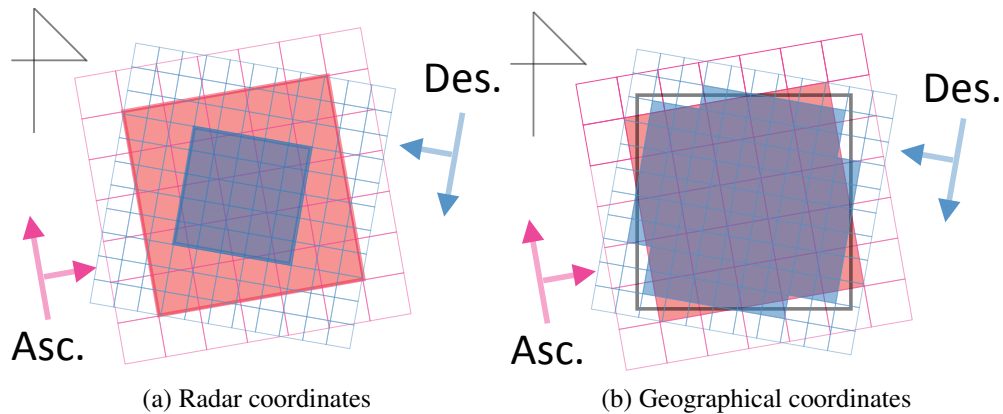 Des.
Asc.
(a) Radar coordinates
Des.
Asc.
(b) Geographical coordinates